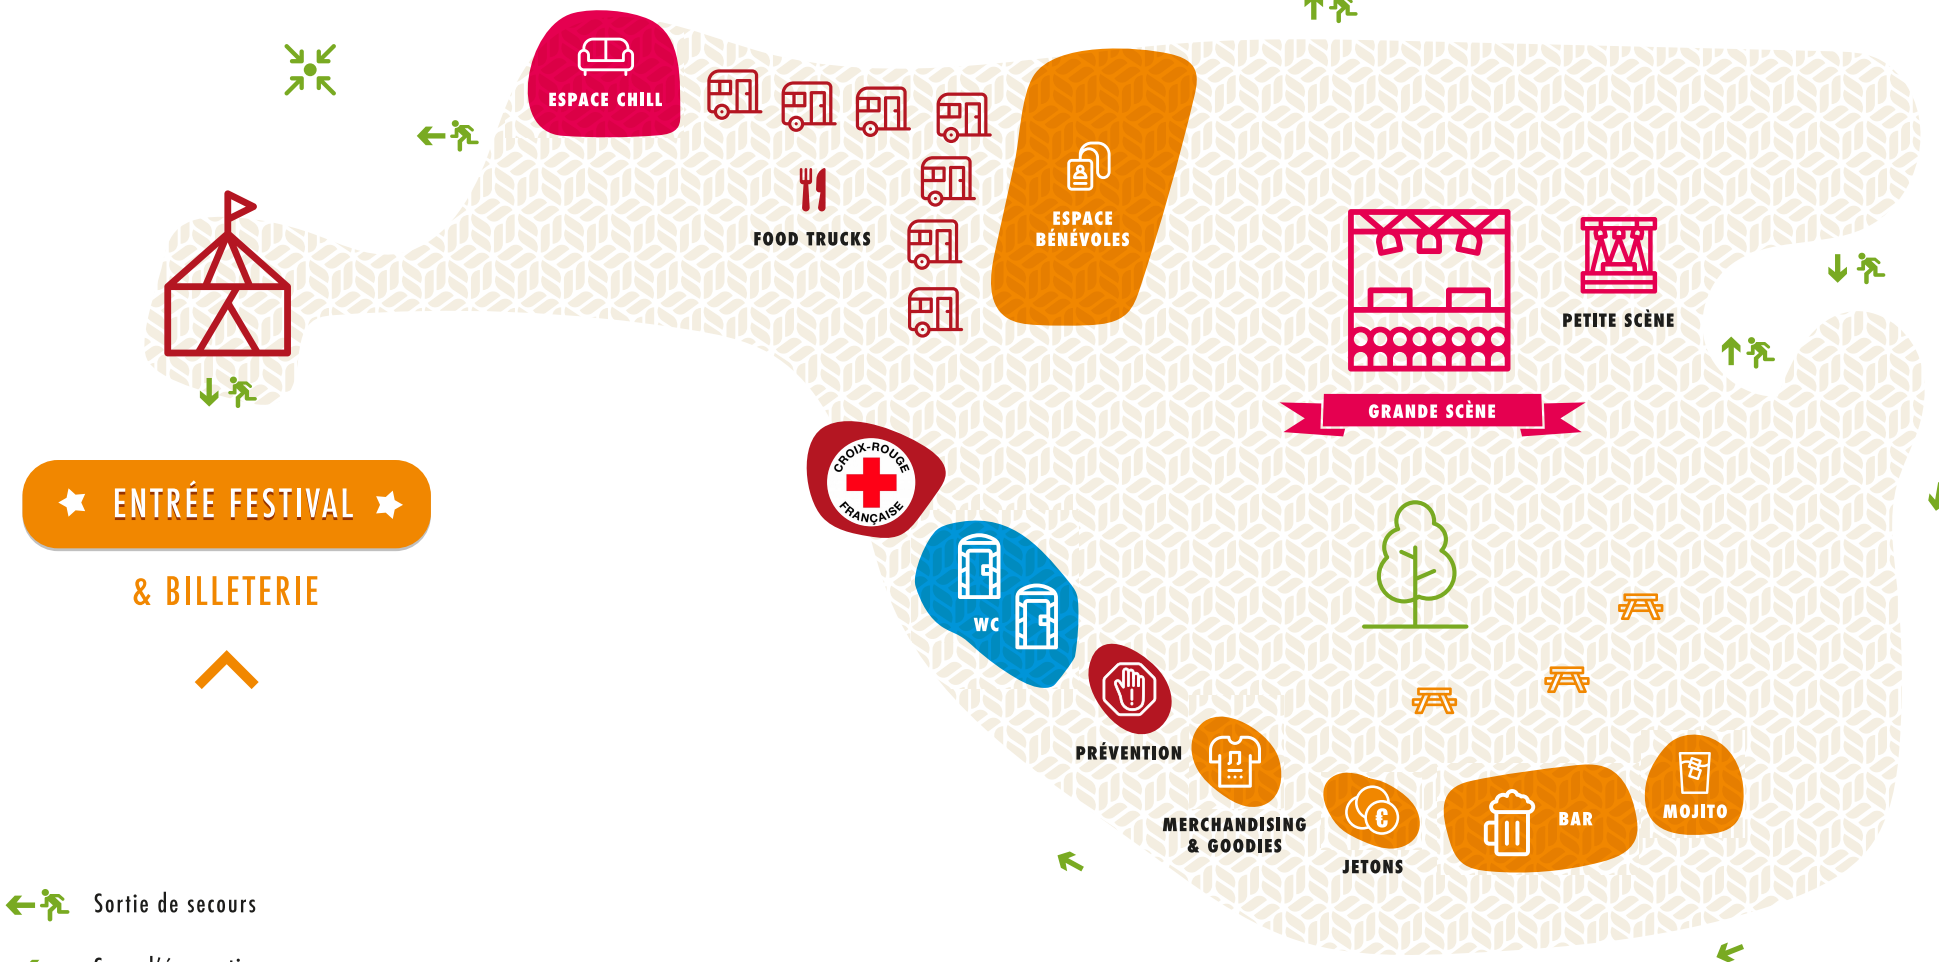 ESPACE CHILL
FOOD TRUCKS
ESPACE
BÉNÉVOLES
PETITE SCÈNE
GRANDE SCÈNE
CROIX-ROUGE
FRANÇAISE
ENTRÉE FESTIVAL
& BILLETERIE
WC
PRÉVENTION
MERCHANDISING
& GOODIES
€
JETONS
BAR
MOJITO
Sortie de secours